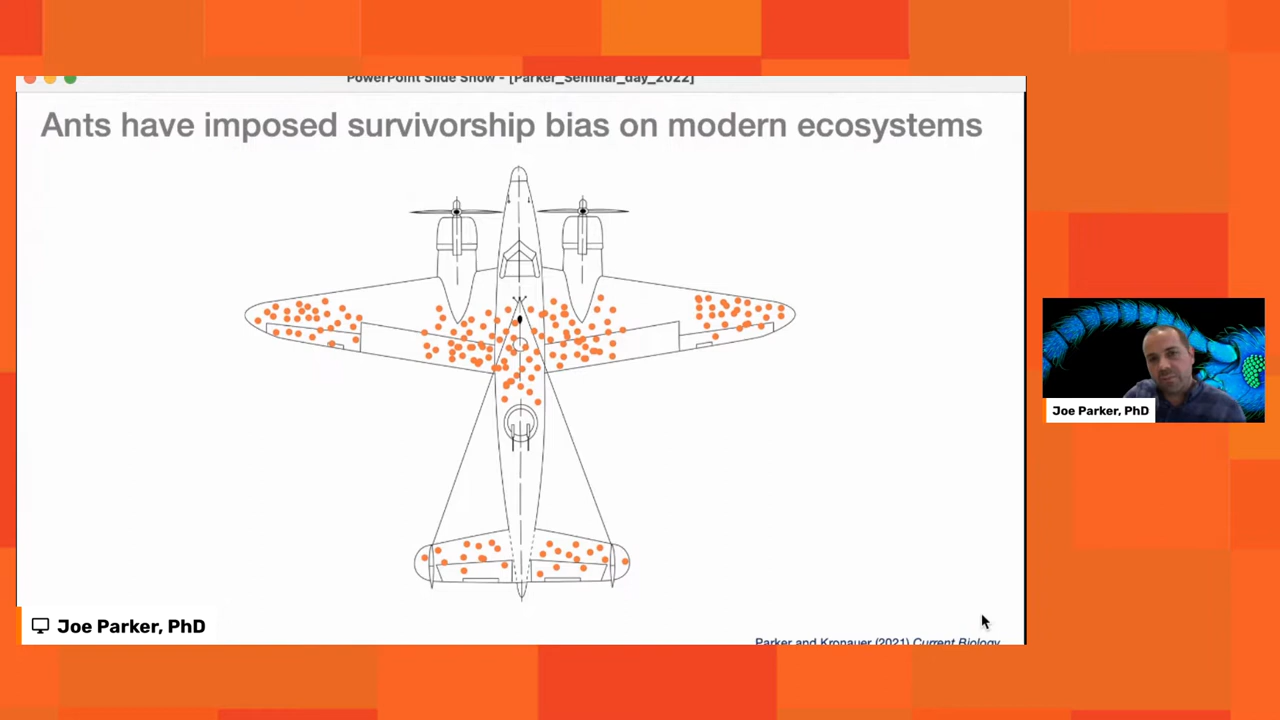 PowerPoint Slide Show - [Parker_Seminar_day_2022]
Ants have imposed survivorship bias on modern ecosystems
Joe Parker, PhD
Joe Parker, PhD
Parker and Kronauer (2021) Current Biology